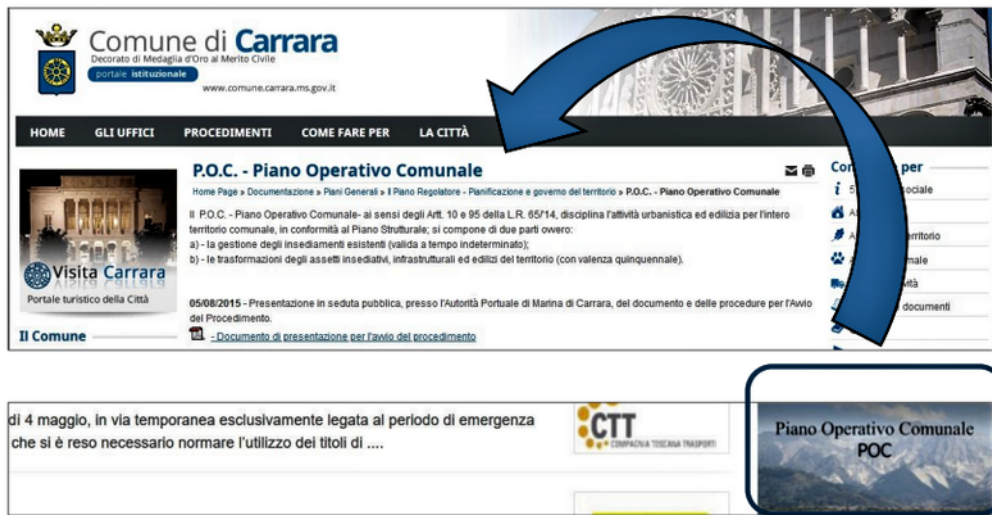 Comune di Carrara
Decorato di Medaglia d'Oro al Merito Civile
portale istituzionale
www.comune.carrara.ms.gov.it
HOME GLI UFFICI PROCEDIMENTI COME FARE PER LA CITTÀ
P.O.C. - Piano Operativo Comunale
Home Page » Documentazione » Piani Generali » Il Piano Regolatore - Pianificazione e governo del territorio » P.O.C. - Piano Operativo Comunale
Il P.O.C. - Piano Operativo Comunale- ai sensi degli Artt. 10 e 95 della L.R. 65/14, disciplina l'attività urbanistica ed edilizia per l'intero
territorio comunale, in conformità al Piano Strutturale; si compone di due parti ovvero:
a) - la gestione degli insediamenti esistenti (valida a tempo indeterminato);
b) - le trasformazioni degli assetti insediativi, infrastrutturali ed edilizi del territorio (con valenza quinquennale).
05/08/2015 - Presentazione in seduta pubblica, presso l'Autorità Portuale di Marina di Carrara, del documento e delle procedure per l'Avvio
del Procedimento.
- Documento di presentazione per l'avvio del procedimento
Visita Carrara
Portale turistico della Città
Il Comune
per
sociale
documenti
di 4 maggio, in via temporanea esclusivamente legata al periodo di emergenza
che si è reso necessario normare l'utilizzo dei titoli di ....
CTT
COMPAGNIA TOSCANA TRASPORTI
Piano Operativo Comunale
POC